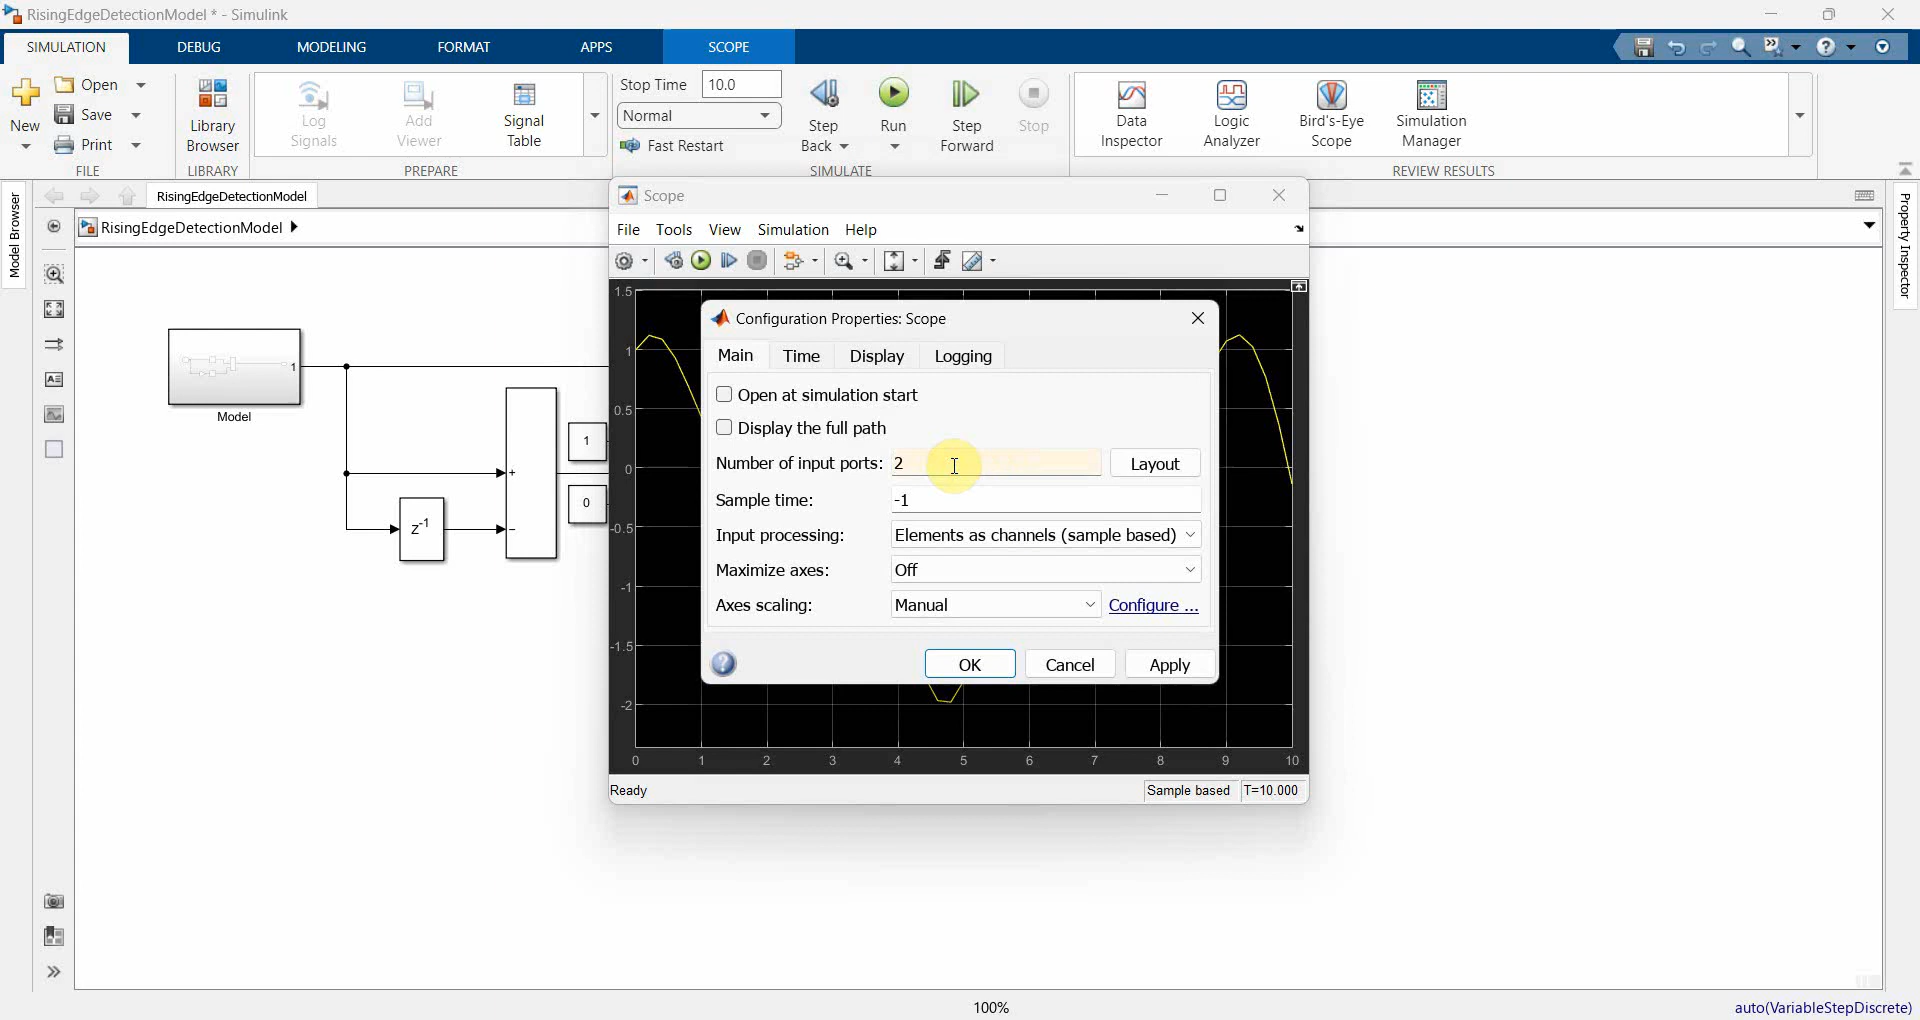 RisingEdgeDetectionModel * - Simulink
SIMULATION DEBUG MODELING FORMAT APPS SCOPE
New
Open
Save
Print
FILE
Library Browser
LIBRARY
Log Signals
Add Viewer
Signal Table
PREPARE
Stop Time 10.0
Normal
Fast Restart
Step Back
Run
Step Forward
Stop
SIMULATE
Data Inspector
Logic Analyzer
Bird's-Eye Scope
Simulation Manager
REVIEW RESULTS
Model Browser
RisingEdgeDetectionModel
RisingEdgeDetectionModel
Property Inspector
1
Model
+
−
z-1
1
0
Scope
File Tools View Simulation Help
1.5
1
0.5
0
-0.5
-1
-1.5
-2
0 1 2 3 4 5 6 7 8 9 10
Configuration Properties: Scope
Main Time Display Logging
Open at simulation start
Display the full path
Number of input ports: 2 Layout
Sample time: -1
Input processing: Elements as channels (sample based)
Maximize axes: Off
Axes scaling: Manual Configure ...
OK Cancel Apply
Ready Sample based T=10.000
100% auto(VariableStepDiscrete)